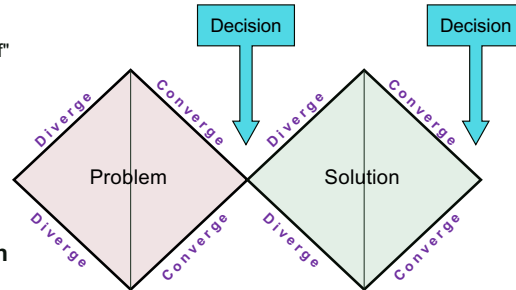 Decision
Decision
f"
Diverge
Converge
Diverge
Converge
Problem
Solution
Diverge
Converge
Diverge
Converge
n